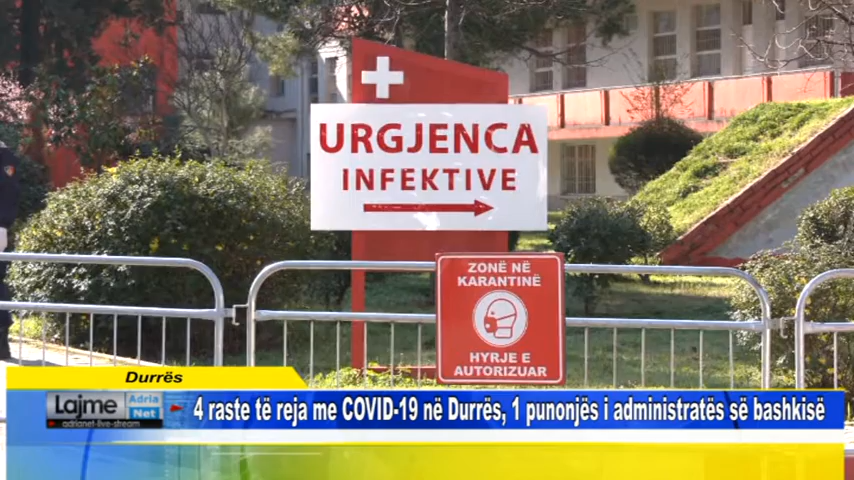 URGJENCA
INFEKTIVE
ZONË NË
KARANTINË
HYRJE E
AUTORIZUAR
Durrës
Lajme Adria Net
adrianet-live-stream
4 raste të reja me COVID-19 në Durrës, 1 punonjës i administratës së bashkisë